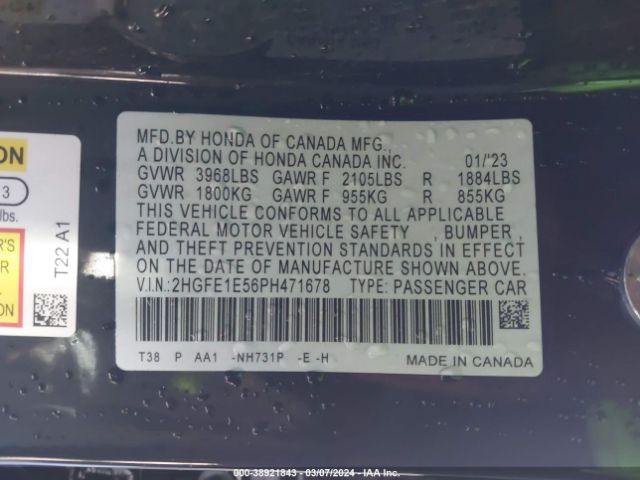 MFD.BY HONDA OF CANADA MFG.,
A DIVISION OF HONDA CANADA INC. 01/'23
GVWR 3968LBS GAWR F 2105LBS R 1884LBS
GVWR 1800KG GAWR F 955KG R 855KG
THIS VEHICLE CONFORMS TO ALL APPLICABLE
FEDERAL MOTOR VEHICLE SAFETY , BUMPER ,
AND THEFT PREVENTION STANDARDS IN EFFECT
ON DATE OF MANUFACTURE SHOWN ABOVE.
V.I.N.:2HGFE1E56PH471678 TYPE: PASSENGER CAR
T38 P AA1 -NH731P -E -H
MADE IN CANADA
ON
3
lbs.
R'S
R
T22 A1
000-38921843 - 03/07/2024 - IAAI Inc.